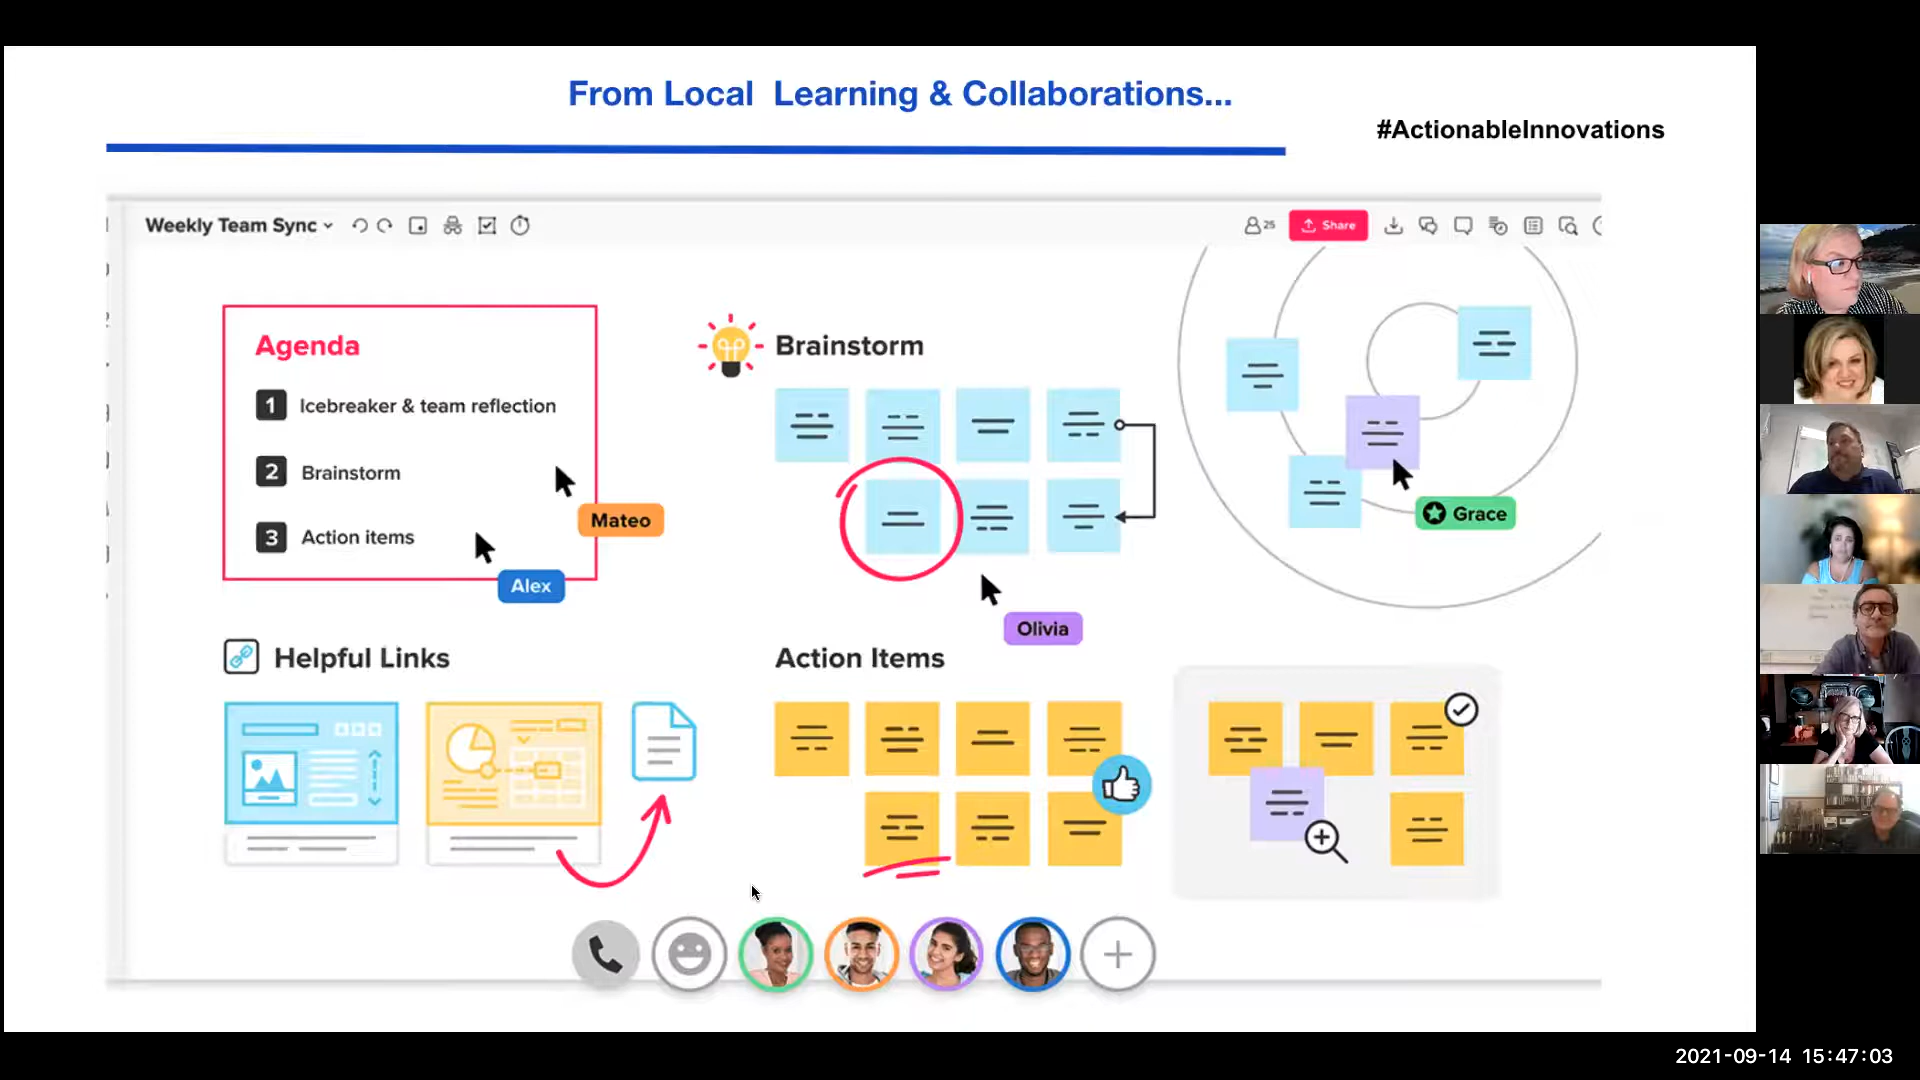 From Local Learning & Collaborations...
#ActionableInnovations
Weekly Team Sync
25
Share
Agenda
1 Icebreaker & team reflection
2 Brainstorm
3 Action items
Mateo
Alex
Brainstorm
Olivia
Grace
Helpful Links
Action Items
2021-09-14 15:47:03